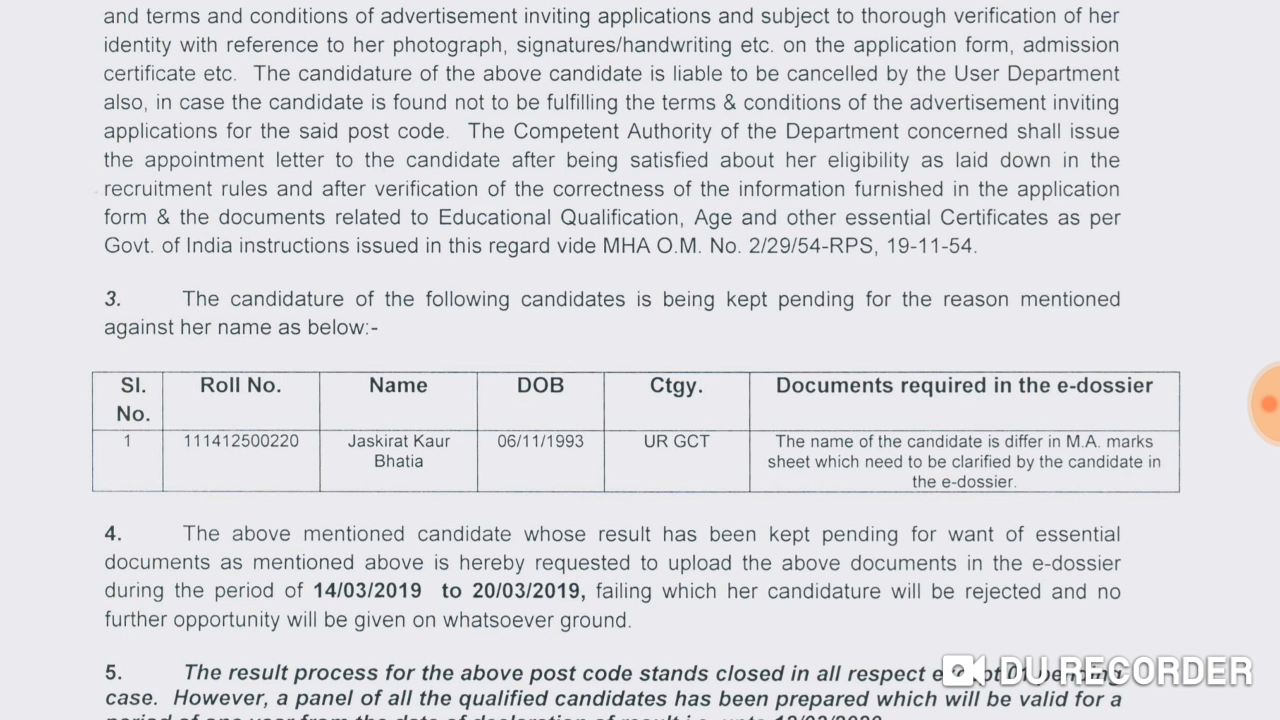 and terms and conditions of advertisement inviting applications and subject to thorough verification of her
identity with reference to her photograph, signatures/handwriting etc. on the application form, admission
certificate etc. The candidature of the above candidate is liable to be cancelled by the User Department
also, in case the candidate is found not to be fulfilling the terms & conditions of the advertisement inviting
applications for the said post code. The Competent Authority of the Department concerned shall issue
the appointment letter to the candidate after being satisfied about her eligibility as laid down in the
recruitment rules and after verification of the correctness of the information furnished in the application
form & the documents related to Educational Qualification, Age and other essential Certificates as per
Govt. of India instructions issued in this regard vide MHA O.M. No. 2/29/54-RPS, 19-11-54.
3. The candidature of the following candidates is being kept pending for the reason mentioned
against her name as below:-
Sl. No. Roll No. Name DOB Ctgy. Documents required in the e-dossier
1 111412500220 Jaskirat Kaur Bhatia 06/11/1993 UR GCT The name of the candidate is differ in M.A. marks
sheet which need to be clarified by the candidate in
the e-dossier.
4. The above mentioned candidate whose result has been kept pending for want of essential
documents as mentioned above is hereby requested to upload the above documents in the e-dossier
during the period of 14/03/2019 to 20/03/2019, failing which her candidature will be rejected and no
further opportunity will be given on whatsoever ground.
5. The result process for the above post code stands closed in all respect
case. However, a panel of all the qualified candidates has been prepared which will be valid for a
DU RECORDER